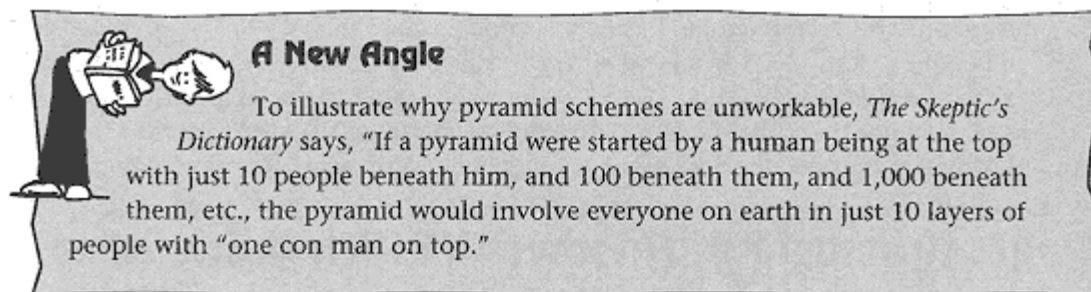 A New Angle
To illustrate why pyramid schemes are unworkable, The Skeptic's
Dictionary says, “If a pyramid were started by a human being at the top
with just 10 people beneath him, and 100 beneath them, and 1,000 beneath
them, etc., the pyramid would involve everyone on earth in just 10 layers of
people with “one con man on top.”